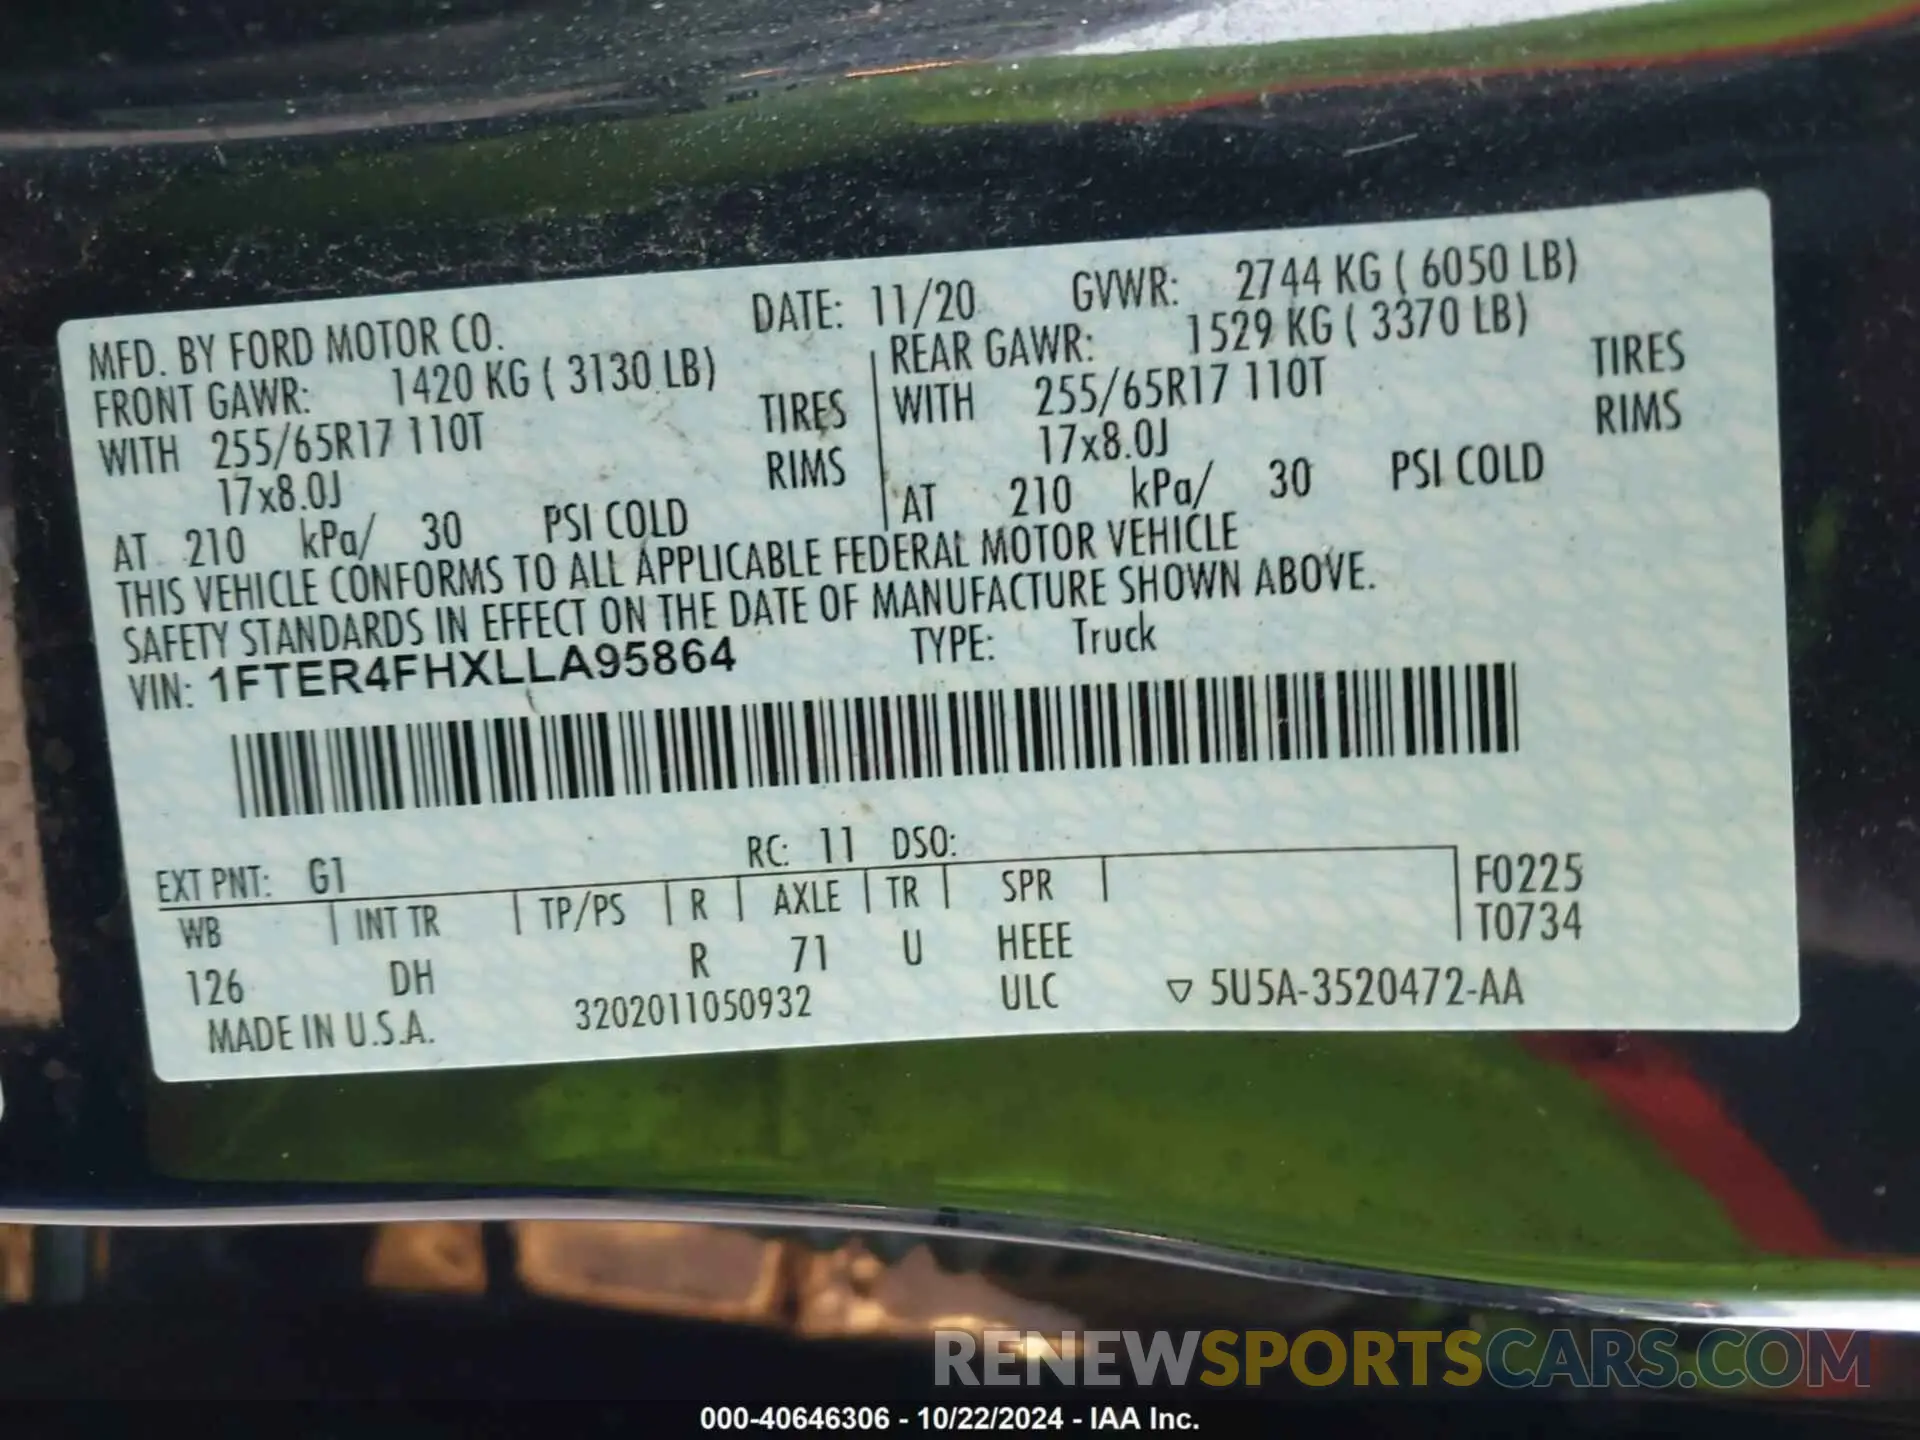 MFD. BY FORD MOTOR CO. DATE: 11/20 GVWR: 2744 KG ( 6050 LB)
FRONT GAWR: 1420 KG ( 3130 LB) REAR GAWR: 1529 KG ( 3370 LB)
WITH 255/65R17 110T TIRES WITH 255/65R17 110T TIRES
17x8.0J RIMS 17x8.0J RIMS
AT 210 kPa/ 30 PSI COLD AT 210 kPa/ 30 PSI COLD
THIS VEHICLE CONFORMS TO ALL APPLICABLE FEDERAL MOTOR VEHICLE
SAFETY STANDARDS IN EFFECT ON THE DATE OF MANUFACTURE SHOWN ABOVE.
VIN: 1FTER4FHXLLA95864 TYPE: Truck
EXT PNT: G1 RC: 11 DSO:
WB INT TR TP/PS R AXLE TR SPR F0225
126 DH R 71 U HEEE T0734
MADE IN U.S.A. 3202011050932 ULC ▽ 5U5A-3520472-AA
RENEWSPORTSCARS.COM
000-40646306 - 10/22/2024 - IAA Inc.